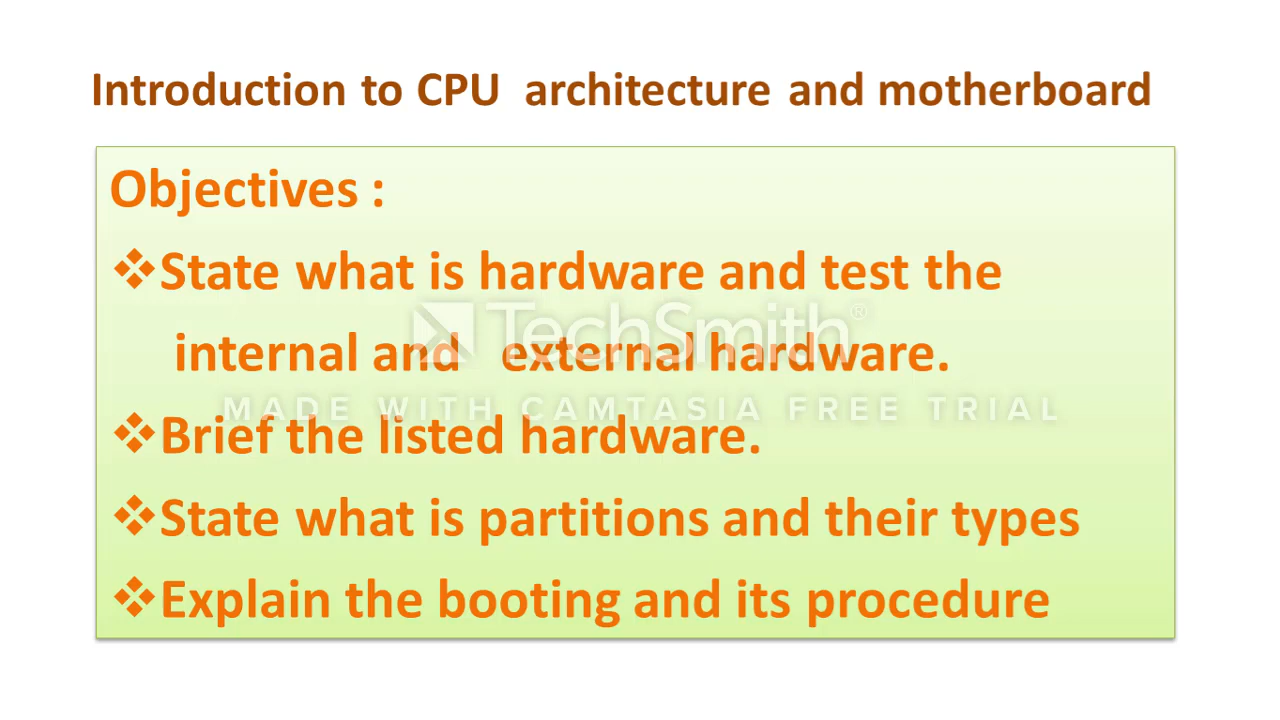 Introduction to CPU  architecture and motherboard
Objectives :
❖State what is hardware and test the
internal and   external hardware.
TechSmith®
MADE WITH CAMTASIA FREE TRIAL
❖Brief the listed hardware.
❖State what is partitions and their types
❖Explain the booting and its procedure